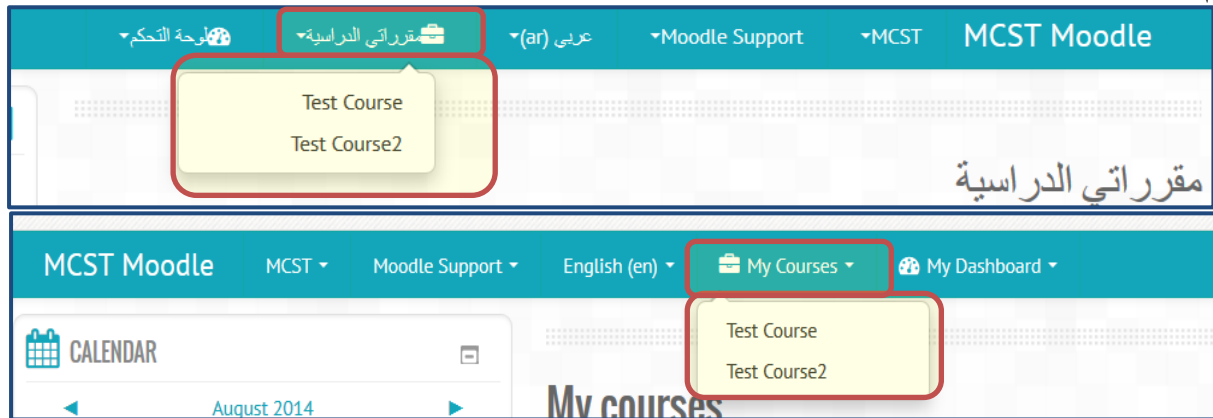 MCST Moodle MCST Moodle Support عربي (ar) مقرراتي الدراسية لوحة التحكم
Test Course
Test Course2
مقرراتي الدراسية
MCST Moodle MCST Moodle Support English (en) My Courses My Dashboard
Test Course
Test Course2
CALENDAR
August 2014
My courses